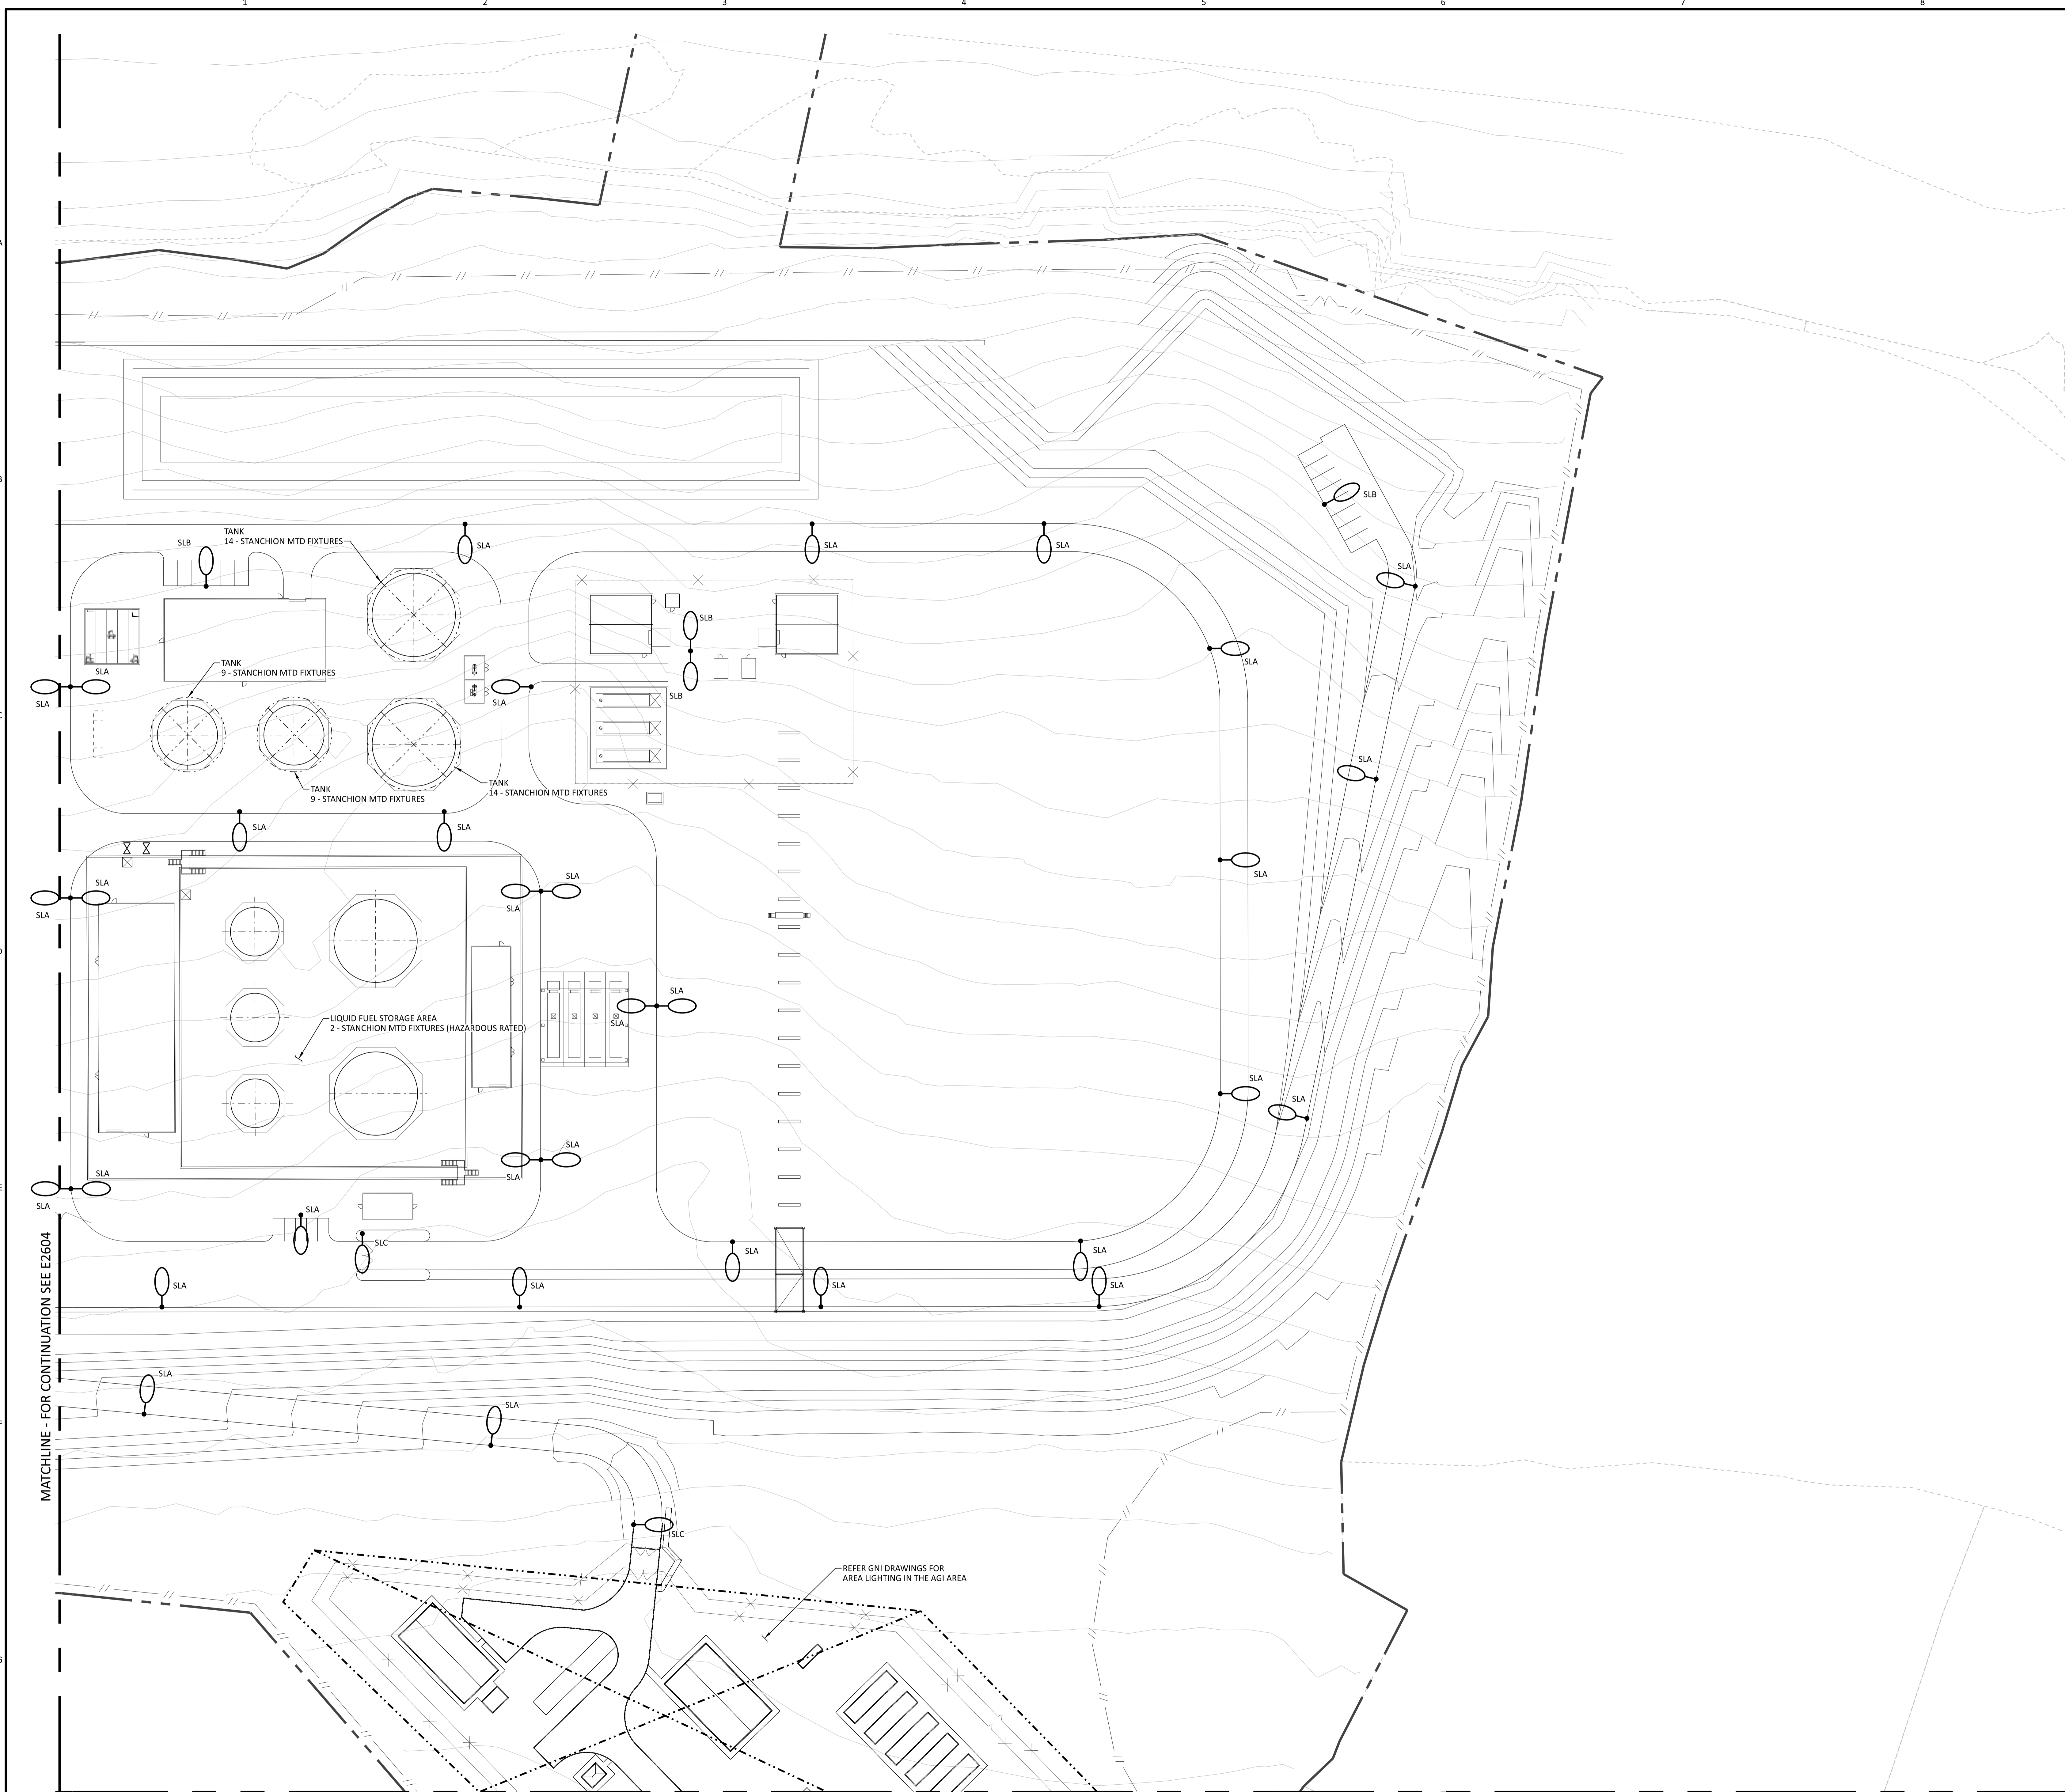 1 2 3 4 5 6 7 8
A
SLB
TANK
14 - STANCHION MTD FIXTURES
SLA
SLA
SLA
SLB
B
SLA
SLB
SLA
TANK
9 - STANCHION MTD FIXTURES
SLA
SLA
SLA
SLB
C
SLA
TANK
14 - STANCHION MTD FIXTURES
TANK
9 - STANCHION MTD FIXTURES
SLA
SLA
SLA
SLA
SLA
SLA
SLA
SLA
D
SLA
SLA
LIQUID FUEL STORAGE AREA
2 - STANCHION MTD FIXTURES (HAZARDOUS RATED)
SLA
SLA
SLA
SLA
SLA
SLA
E
SLA
SLC
SLA
SLA
SLA
SLA
SLA
SLA
MATCHLINE - FOR CONTINUATION SEE E2604
SLA
SLA
F
SLC
REFER GNI DRAWINGS FOR
AREA LIGHTING IN THE AGI AREA
G